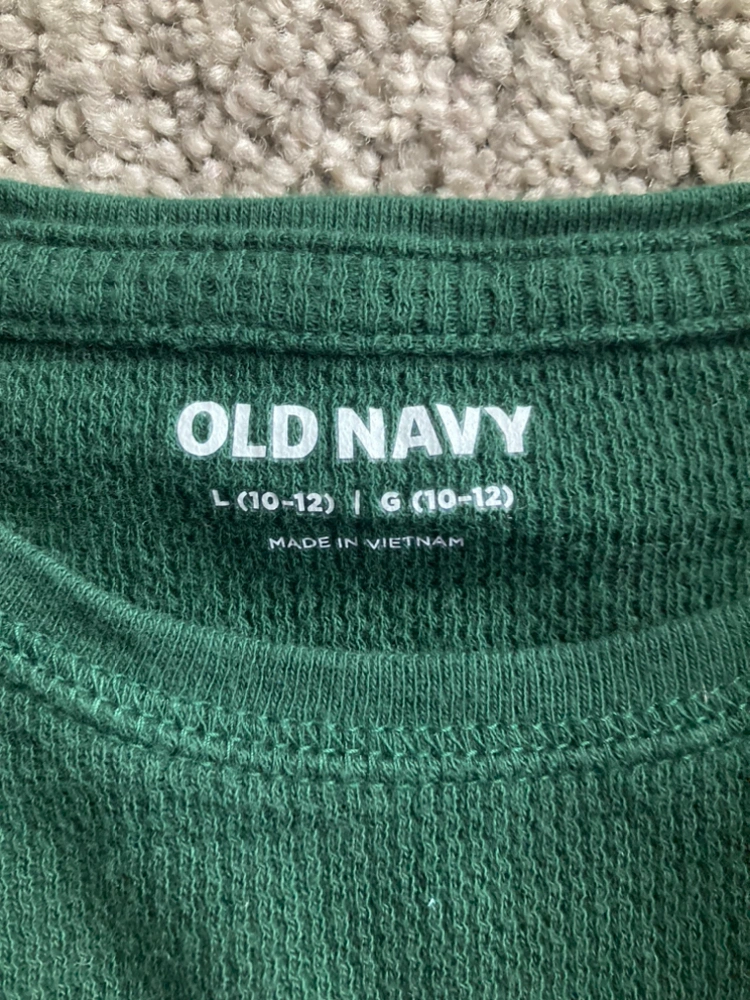 OLD NAVY
L (10-12) | G (10-12)
MADE IN VIETNAM